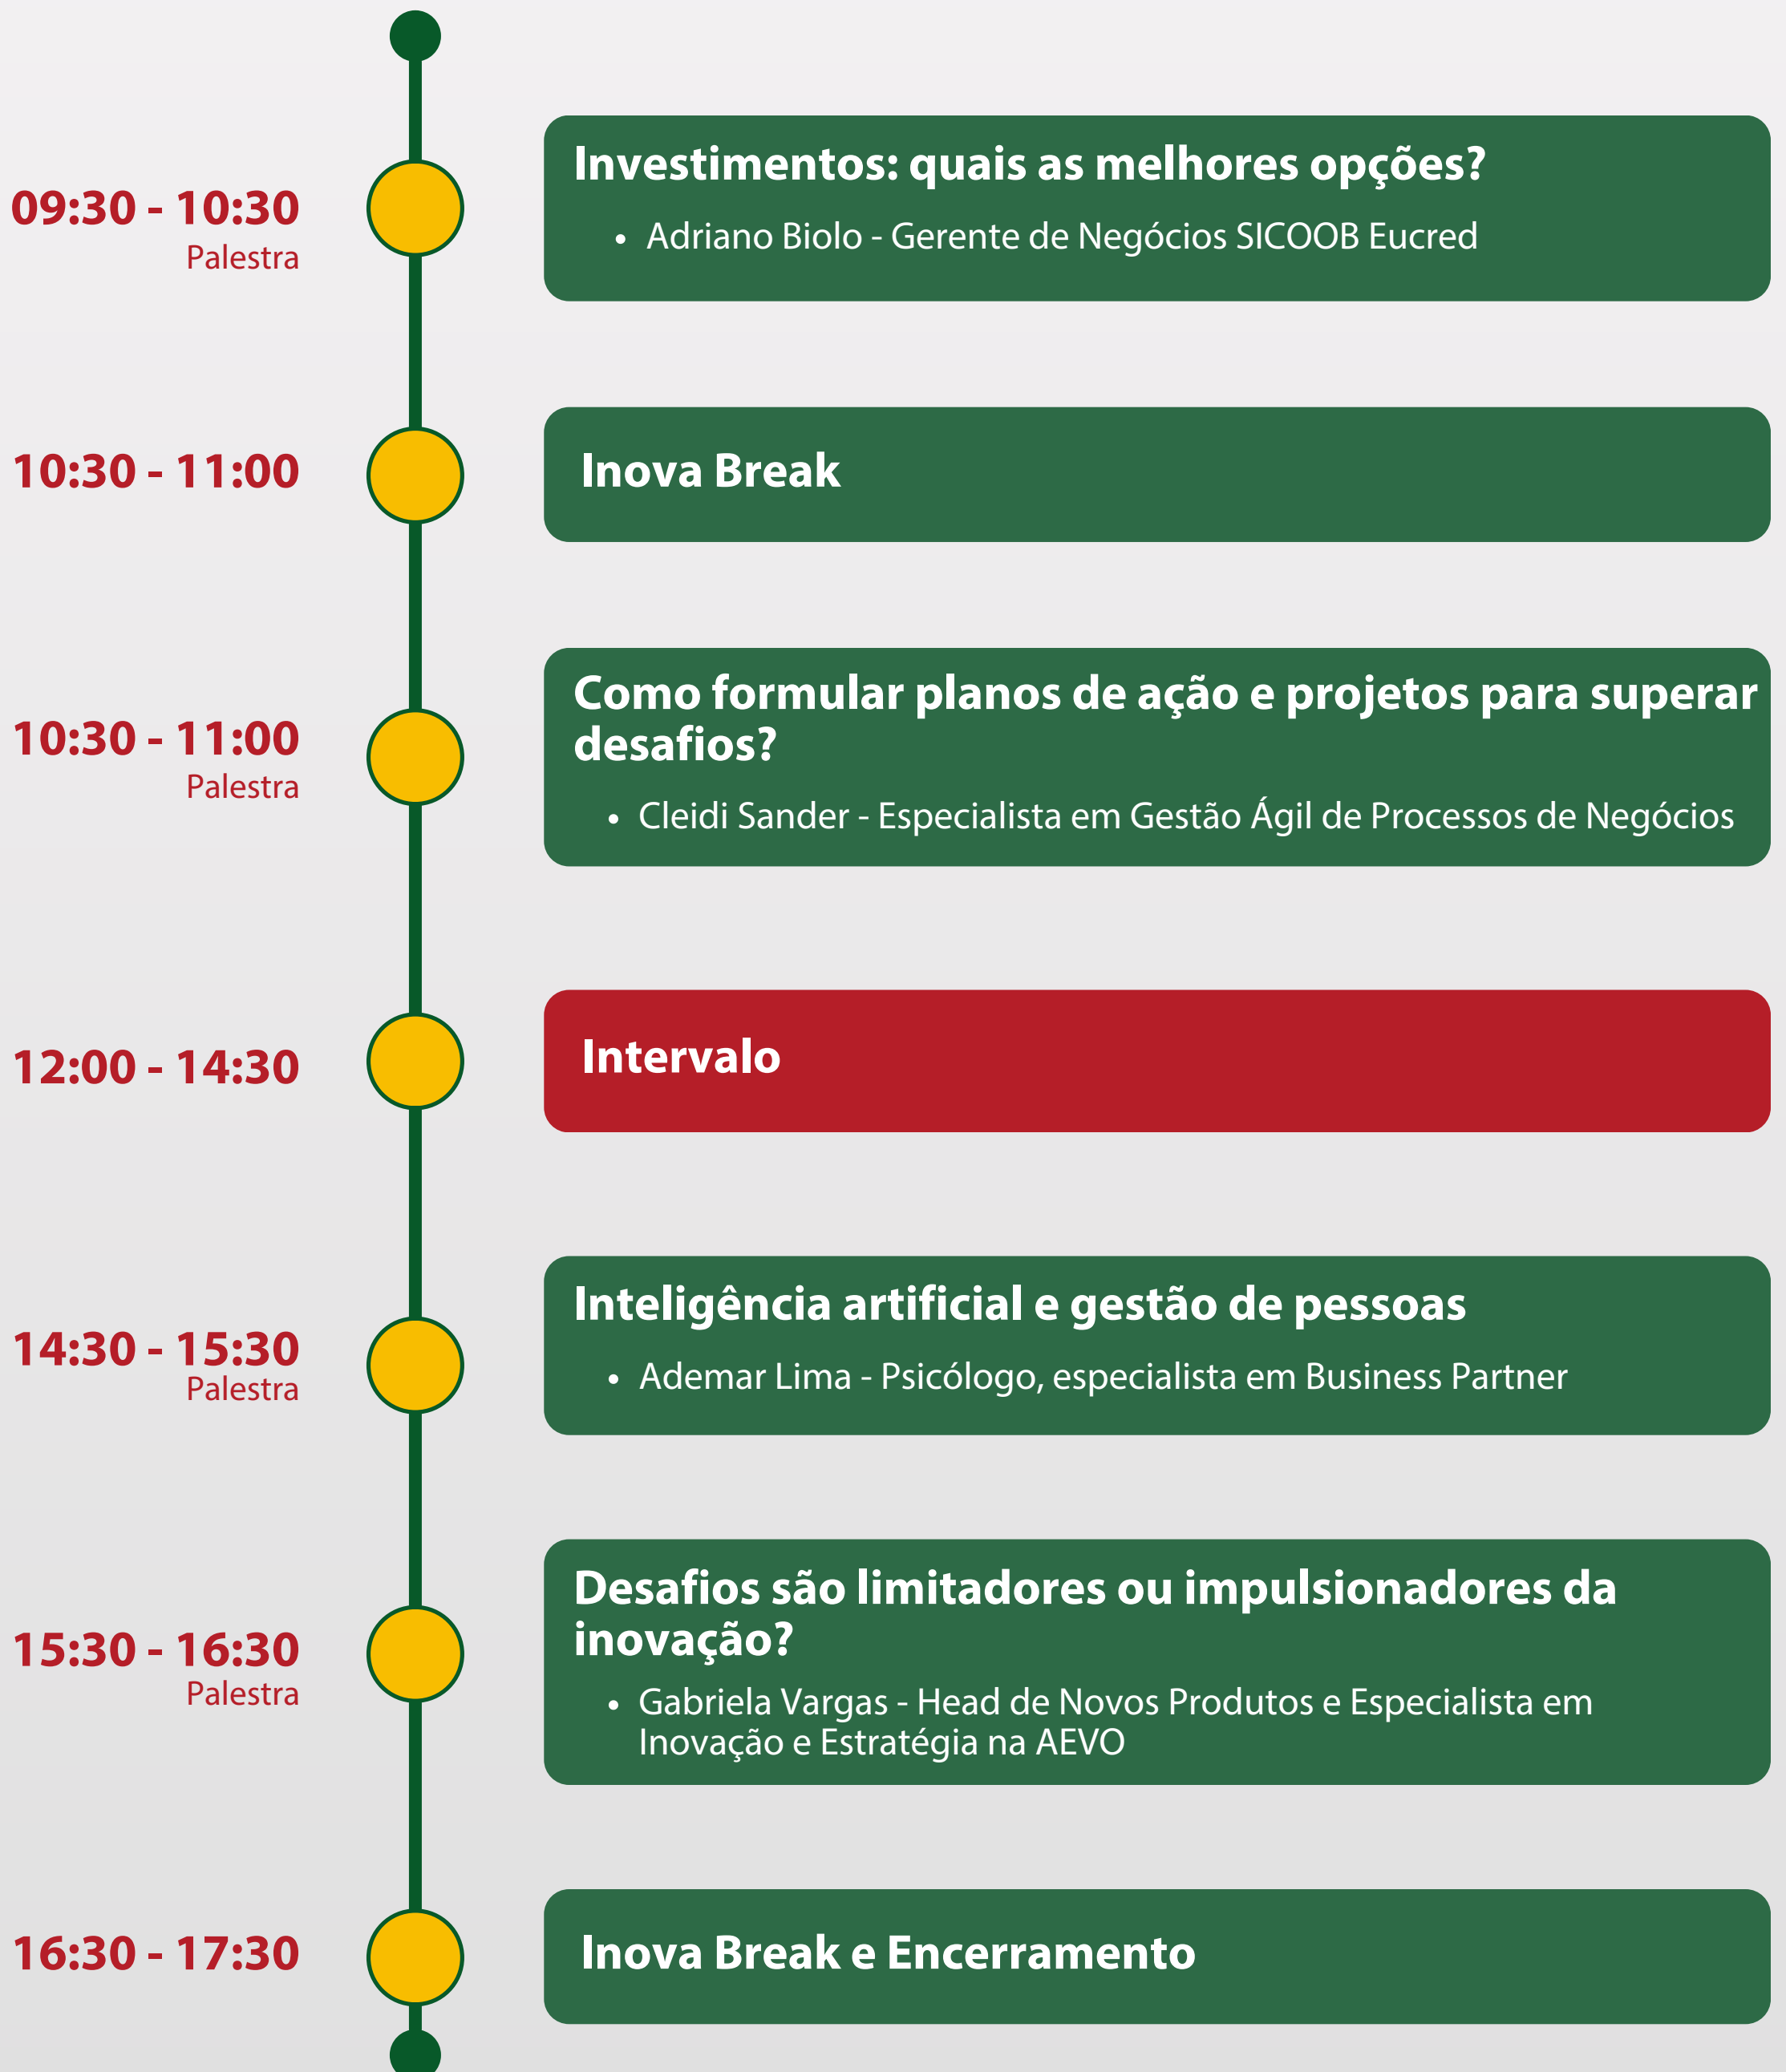 09:30 - 10:30
Palestra
Investimentos: quais as melhores opções?
• Adriano Biolo - Gerente de Negócios SICOOB Eucred
10:30 - 11:00
Inova Break
10:30 - 11:00
Palestra
Como formular planos de ação e projetos para superar
desafios?
• Cleidi Sander - Especialista em Gestão Ágil de Processos de Negócios
12:00 - 14:30
Intervalo
14:30 - 15:30
Palestra
Inteligência artificial e gestão de pessoas
• Ademar Lima - Psicólogo, especialista em Business Partner
15:30 - 16:30
Palestra
Desafios são limitadores ou impulsionadores da
inovação?
• Gabriela Vargas - Head de Novos Produtos e Especialista em
Inovação e Estratégia na AEVO
16:30 - 17:30
Inova Break e Encerramento